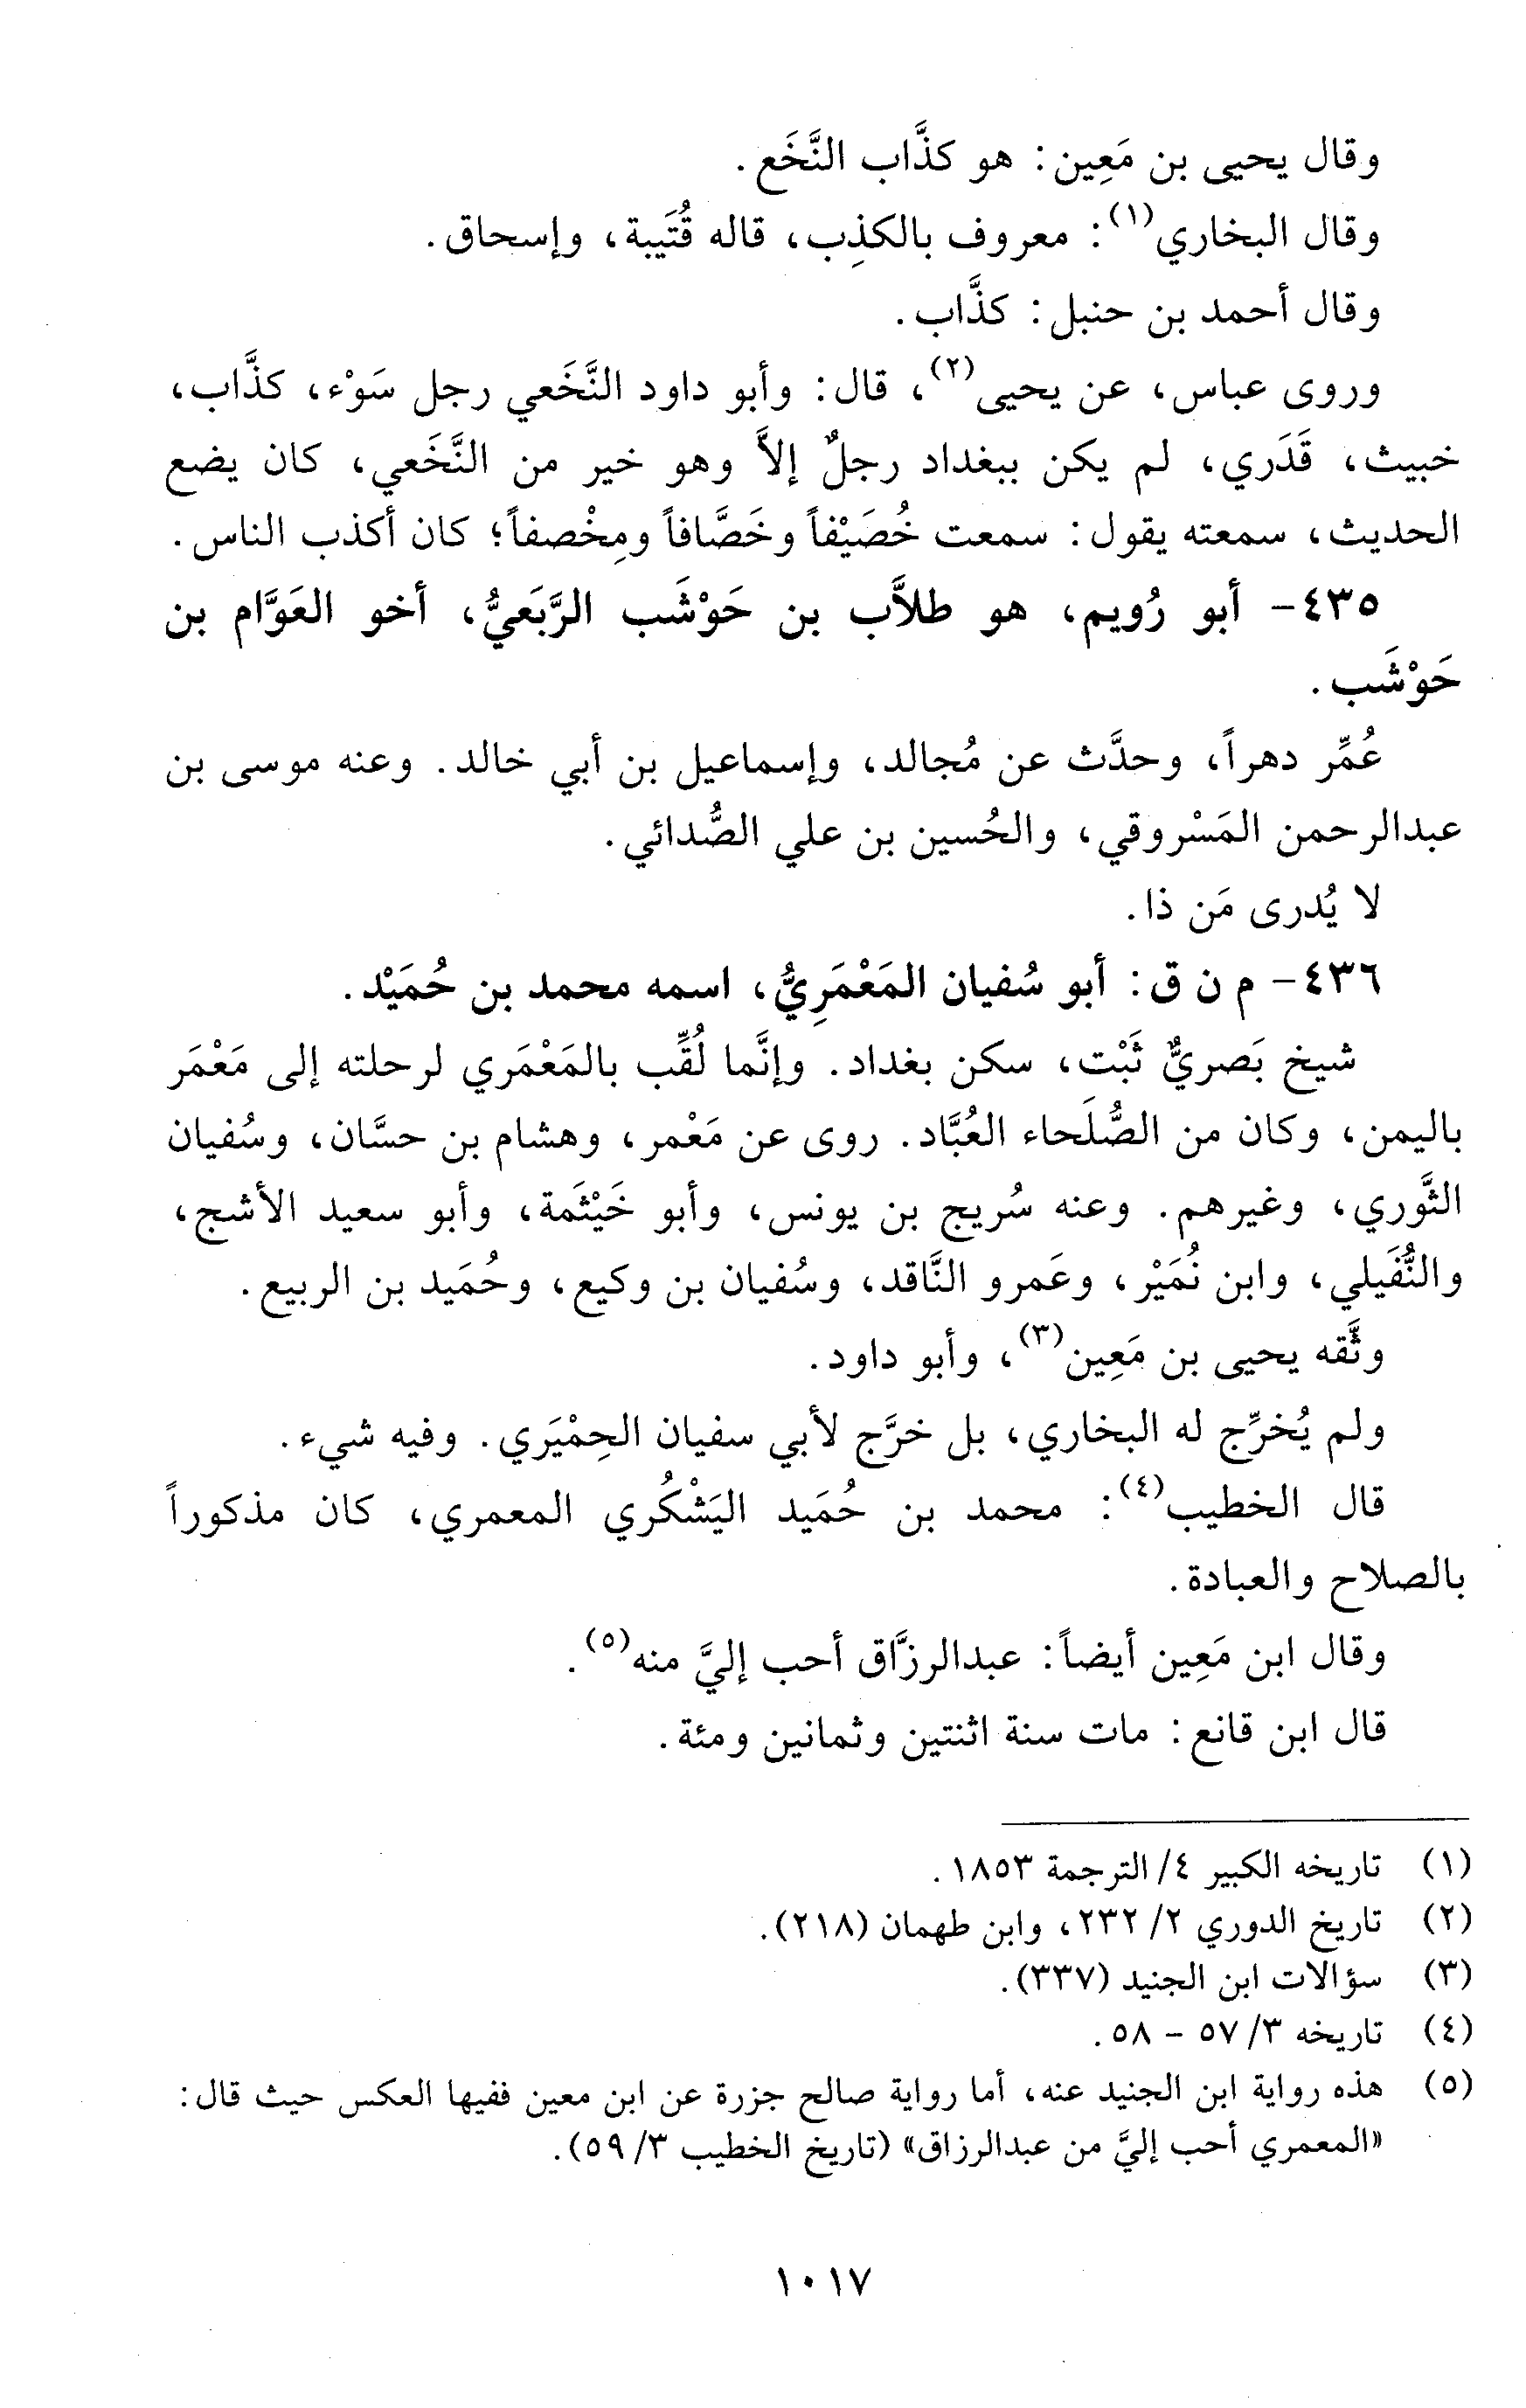 وقال يحيى بن مَعِين: هو كذَّاب النَّخَع.
وقال البخاري(١): معروف بالكذِب، قاله قُتَيبة، وإسحاق.
وقال أحمد بن حنبل: كذَّاب.
وروى عباس، عن يحيى(٢)، قال: وأبو داود النَّخَعي رجل سَوْء، كذَّاب،
خبيث، قَدَري، لم يكن ببغداد رجلٌ إلاَّ وهو خير من النَّخَعي، كان يضع
الحديث، سمعته يقول: سمعت خُصَيْفاً وخَصَّافاً ومِخْصفاً؛ كان أكذب الناس.
٤٣٥- أبو رُويم، هو طلاَّب بن حَوْشَب الرَّبَعيُّ، أخو العَوَّام بن
حَوْشَب.
عُمِّر دهراً، وحدَّث عن مُجالد، وإسماعيل بن أبي خالد. وعنه موسى بن
عبدالرحمن المَسْروقي، والحُسين بن علي الصُّدائي.
لا يُدرى مَن ذا.
٤٣٦- م ن ق: أبو سُفيان المَعْمَرِيُّ، اسمه محمد بن حُمَيْد.
شيخ بَصريٌّ ثَبْت، سكن بغداد. وإنَّما لُقِّب بالمَعْمَري لرحلته إلى مَعْمَر
باليمن، وكان من الصُّلَحاء العُبَّاد. روى عن مَعْمر، وهشام بن حسَّان، وسُفيان
الثَّوري، وغيرهم. وعنه سُريج بن يونس، وأبو خَيْثَمة، وأبو سعيد الأشج،
والنُّفَيلي، وابن نُمَيْر، وعَمرو النَّاقد، وسُفيان بن وكيع، وحُمَيد بن الربيع.
وثَّقه يحيى بن مَعِين(٣)، وأبو داود.
ولم يُخرِّج له البخاري، بل خرَّج لأبي سفيان الحِمْيَري. وفيه شيء.
قال الخطيب(٤): محمد بن حُمَيد اليَشْكُري المعمري، كان مذكوراً
بالصلاح والعبادة.
وقال ابن مَعِين أيضاً: عبدالرزَّاق أحب إليَّ منه(٥).
قال ابن قانع: مات سنة اثنتين وثمانين ومئة.
(١) تاريخه الكبير ٤/ الترجمة ١٨٥٣.
(٢) تاريخ الدوري ٢/ ٢٣٢، وابن طهمان (٢١٨).
(٣) سؤالات ابن الجنيد (٣٣٧).
(٤) تاريخه ٣/ ٥٧ - ٥٨.
(٥) هذه رواية ابن الجنيد عنه، أما رواية صالح جزرة عن ابن معين ففيها العكس حيث قال:
«المعمري أحب إليَّ من عبدالرزاق» (تاريخ الخطيب ٣/ ٥٩).
١٠١٧